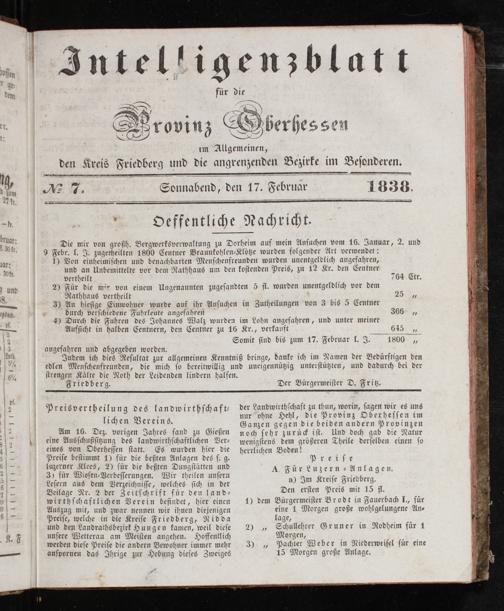 Intelligenzblatt
für die
Provinz Oberhessen
im Allgemeinen,
den Kreis Friedberg und die angrenzenden Bezirke im Besonderen.
№ 7. Sonnabend, den 17. Februar 1838.
Oeffentliche Nachricht.
Die mir von großh. Bergwerksverwaltung zu Dorheim auf mein Ansuchen vom 16. Januar, 2. und
9 Febr. l. J. zugetheilten 1800 Centner Braunkohlen-Klötze wurden folgender Art verwendet:
1) Von einheimischen und benachbarten Menschenfreunden wurden unentgeldlich angefahren,
und an Unbemittelte vor dem Rathhaus um den kostenden Preis, zu 12 Kr. den Centner
vertheilt 764 Ctr.
2) Für die mir von einem Ungenannten zugesandten 5 fl. wurden unentgeldlich vor dem
Rathhaus vertheilt 25 „
3) An hiesige Einwohner wurde auf ihr Ansuchen in Zutheilungen von 3 bis 5 Centner
durch verschiedene Fuhrleute angefahren 366 „
4) Durch die Fuhren des Johannes Walz wurden im Lohn angefahren, und unter meiner
Aufsicht in halben Centnern, den Centner zu 16 Kr., verkauft 645 „
Somit sind bis zum 17. Februar l. J. 1800 „
angefahren und abgegeben worden.
Indem ich dies Resultat zur allgemeinen Kenntniß bringe, danke ich im Namen der Bedürftigen den
edlen Menschenfreunden, die mich so bereitwillig und uneigennützig unterstützten, und dadurch bei der
strengen Kälte die Noth der Leidenden lindern halfen.
Friedberg. Der Bürgermeister D. Fritz.
Preisvertheilung des landwirthschaft-
lichen Vereins.
Am 16. Dez. vorigen Jahres fand zu Giesen
eine Ausschußsitzung des landwirthschaftlichen Ver-
eines von Oberhessen statt. Es wurden hier die
Preise bestimmt 1) für die besten Anlagen des s. g.
luzerner Klees, 2) für die besten Dungstätten und
3) für Wiesen-Verbesserungen. Wir theilen unsern
Lesern aus dem Verzeichnisse, welches sich in der
Beilage Nr. 2 der Zeitschrift für den land-
wirthschaftlichen Verein befindet, hier einen
Auszug mit, und zwar nennen wir ihnen diejenigen
Preise, welche in die Kreise Friedberg, Nidda
und den Landrathsbezirk Hungen kamen, weil diese
unsere Wetterau am Meisten angehen. Hoffentlich
werden diese Preise die andern Bewohner immer mehr
anspornen das Ihrige zur Hebung dieses Zweiges
der Landwirthschaft zu thun, worin, sagen wir es uns
nur ohne Hehl, die Provinz Oberhessen im
Ganzen gegen die beiden andern Provinzen
noch sehr zurück ist. Und doch gab die Natur
wenigstens dem größeren Theile derselben einen so
herrlichen Boden!
Preise
A Für Luzern-Anlagen.
a) Im Kreise Friedberg.
Den ersten Preis mit 15 fl.
1) dem Bürgermeister Brodt in Fauerbach I., für
eine 1 Morgen große wohlgelungene An-
lage,
2) „ Schullehrer Gruner in Rodheim für 1
Morgen,
3) „ Pachter Weber in Niederweisel für eine
15 Morgen große Anlage.